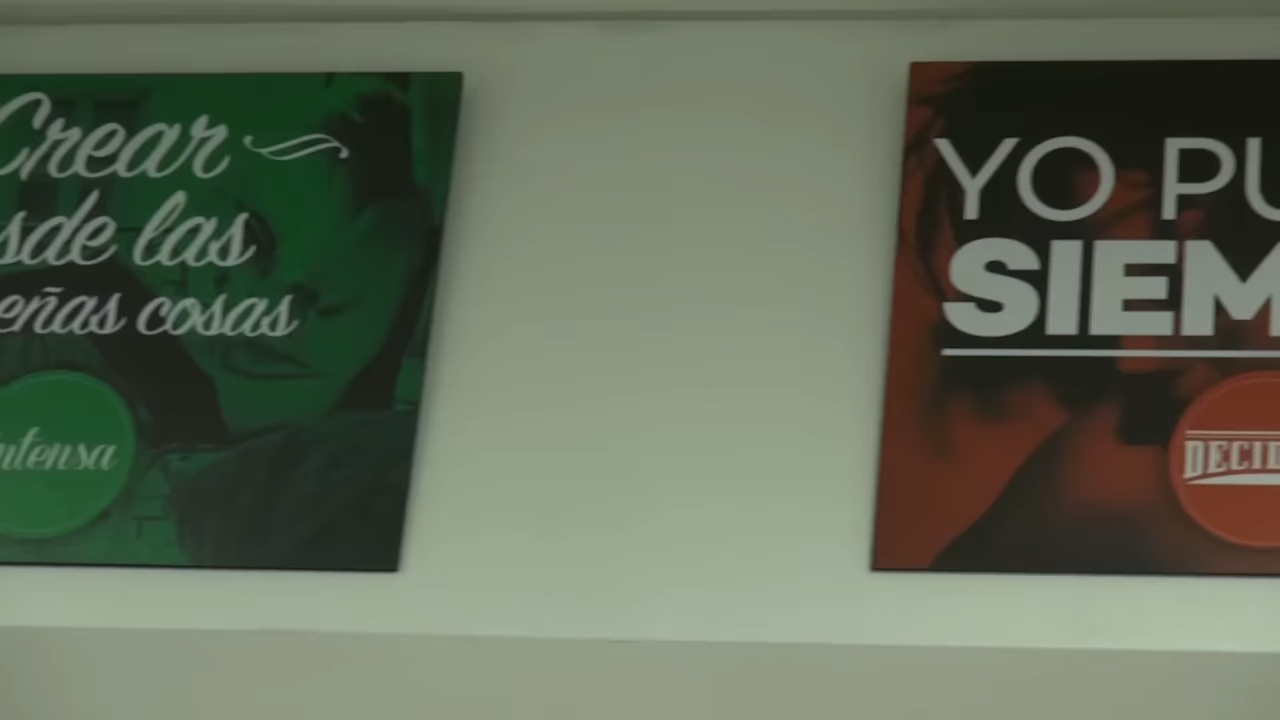 Crear
sde las
eñas cosas
ntensa
YO PU
SIEM
DECID